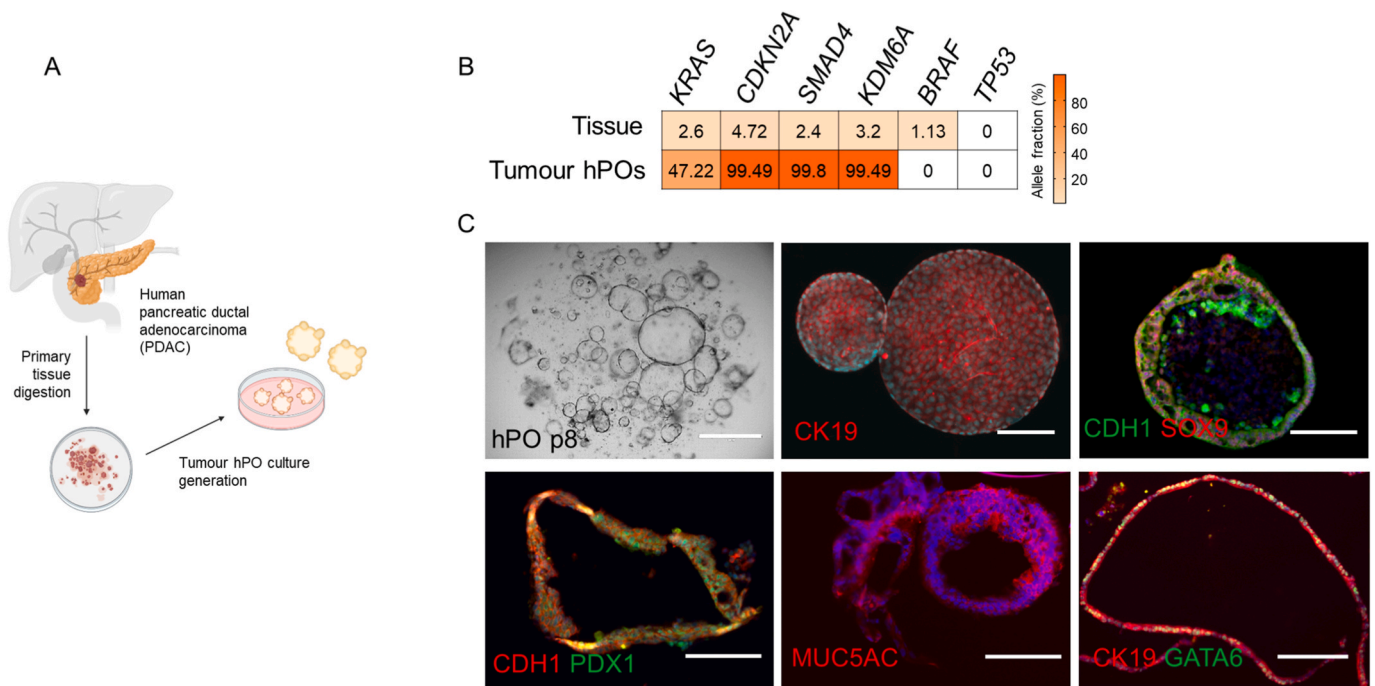 A
Human
pancreatic ductal
adenocarcinoma
(PDAC)
Primary
tissue
digestion
Tumour hPO culture
generation
B
KRAS CDKN2A SMAD4 KDM6A BRAF TP53
Tissue 2.6 4.72 2.4 3.2 1.13 0
Tumour hPOs 47.22 99.49 99.8 99.49 0 0
Allele fraction (%)
80
60
40
20
C
hPO p8
CK19
CDH1 SOX9
CDH1 PDX1
MUC5AC
CK19 GATA6